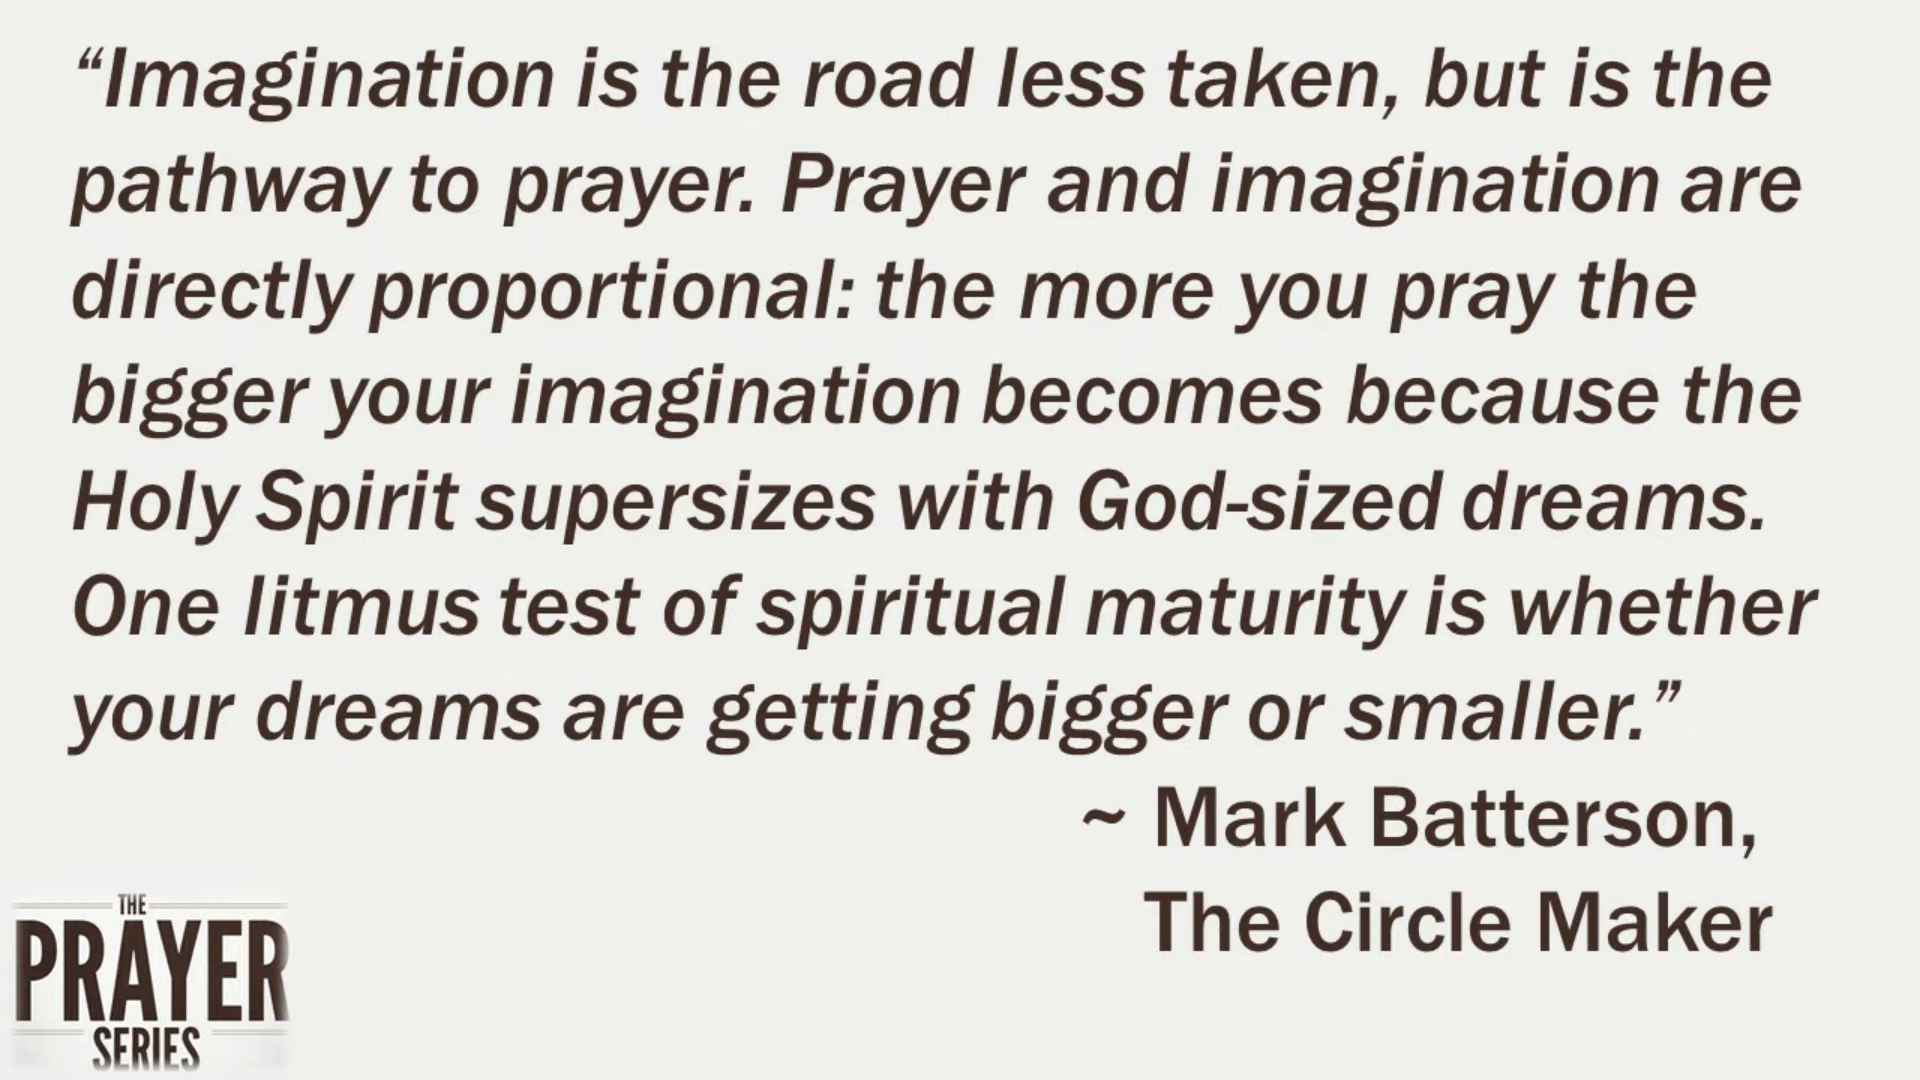 “Imagination is the road less taken, but is the
pathway to prayer. Prayer and imagination are
directly proportional: the more you pray the
bigger your imagination becomes because the
Holy Spirit supersizes with God-sized dreams.
One litmus test of spiritual maturity is whether
your dreams are getting bigger or smaller.”
~ Mark Batterson,
The Circle Maker
THE
PRAYER
SERIES